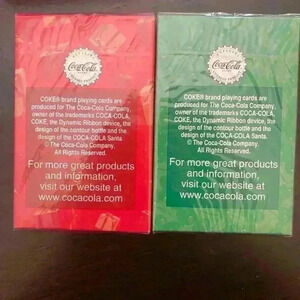 Coca-Cola
COKE® brand playing cards are
produced for The Coca-Cola Company,
owner of the trademarks COCA-COLA,
COKE, the Dynamic Ribbon device, the
design of the contour bottle and the
design of the COCA-COLA Santa
© The Coca-Cola Company.
All Rights Reserved.
For more great products
and information,
visit our website at
www.cocacola.com
Coca-Cola
COKE® brand playing cards are
produced for The Coca-Cola Company,
owner of the trademarks COCA-COLA,
COKE, the Dynamic Ribbon device, the
design of the contour bottle and the
design of the COCA-COLA Santa
© The Coca-Cola Company.
All Rights Reserved.
For more great products
and information,
visit our website at
www.cocacola.com